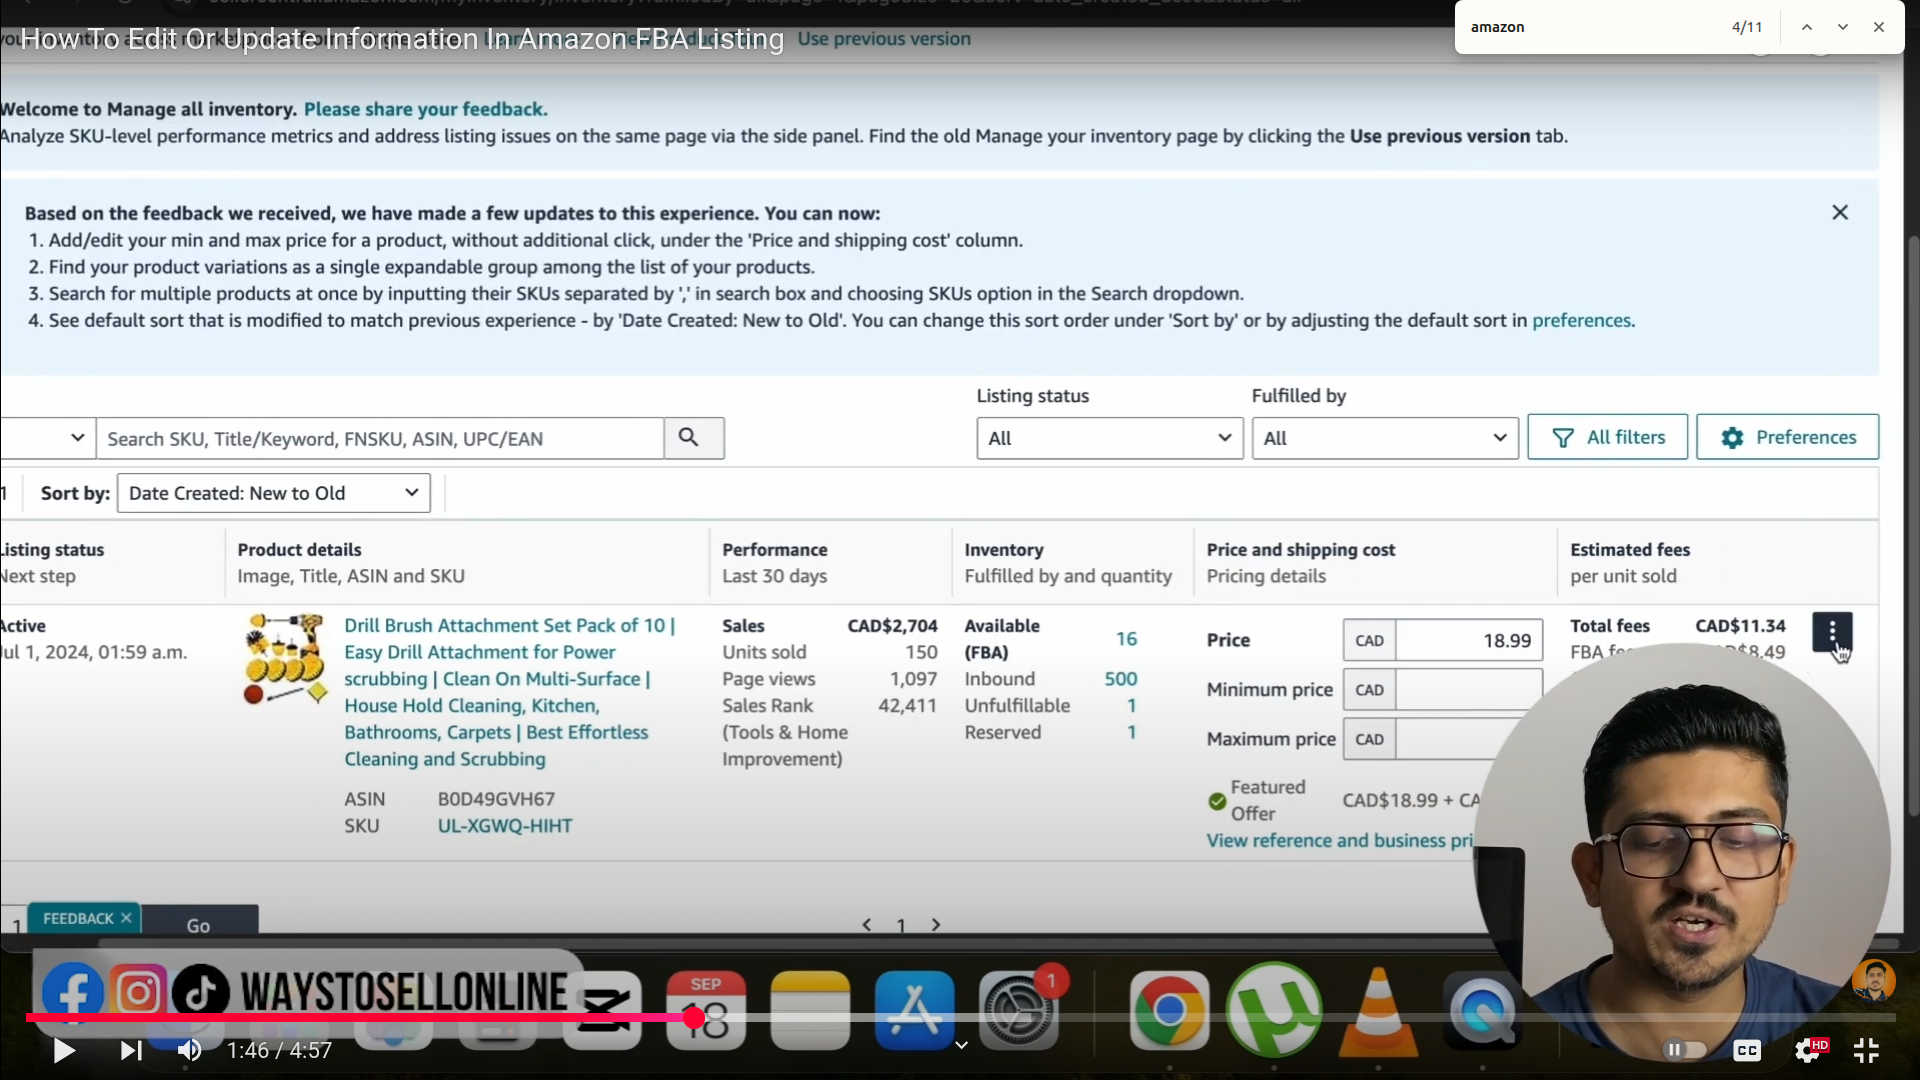 How To Edit Or Update Information In Amazon FBA Listing
Use previous version
amazon
4/11
Welcome to Manage all inventory. Please share your feedback.
Analyze SKU-level performance metrics and address listing issues on the same page via the side panel. Find the old Manage your inventory page by clicking the Use previous version tab.
Based on the feedback we received, we have made a few updates to this experience. You can now:
1. Add/edit your min and max price for a product, without additional click, under the 'Price and shipping cost' column.
2. Find your product variations as a single expandable group among the list of your products.
3. Search for multiple products at once by inputting their SKUs separated by ',' in search box and choosing SKUs option in the Search dropdown.
4. See default sort that is modified to match previous experience - by 'Date Created: New to Old'. You can change this sort order under 'Sort by' or by adjusting the default sort in preferences.
Listing status
Fulfilled by
Search SKU, Title/Keyword, FNSKU, ASIN, UPC/EAN
All
All
All filters
Preferences
1
Sort by:
Date Created: New to Old
Listing status
Next step
Product details
Image, Title, ASIN and SKU
Performance
Last 30 days
Inventory
Fulfilled by and quantity
Price and shipping cost
Pricing details
Estimated fees
per unit sold
Active
Jul 1, 2024, 01:59 a.m.
Drill Brush Attachment Set Pack of 10 |
Easy Drill Attachment for Power
scrubbing | Clean On Multi-Surface |
House Hold Cleaning, Kitchen,
Bathrooms, Carpets | Best Effortless
Cleaning and Scrubbing
ASIN B0D49GVH67
SKU UL-XGWQ-HIHT
Sales CAD$2,704
Units sold 150
Page views 1,097
Sales Rank 42,411
(Tools & Home
Improvement)
Available 16
(FBA)
Inbound 500
Unfulfillable 1
Reserved 1
Price CAD 18.99
Minimum price CAD
Maximum price CAD
Featured
Offer
CAD$18.99 + CA
View reference and business pri
Total fees CAD$11.34
FBA fe $8.49
1
FEEDBACK
Go
1
WAYSTOSELLONLINE
SEP
18
1
1:46 / 4:57
CC
HD